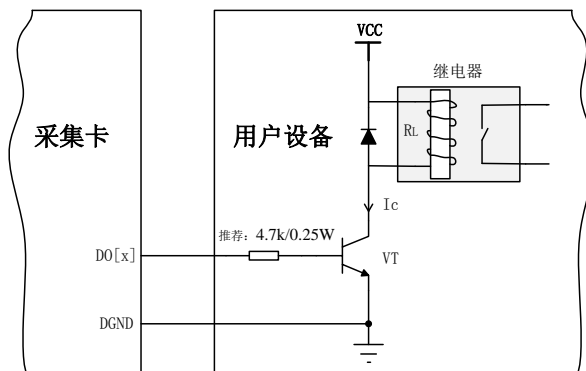 VCC
继电器
采集卡
用户设备
RL
Ic
推荐：4.7k/0.25W
DO[x]
VT
DGND